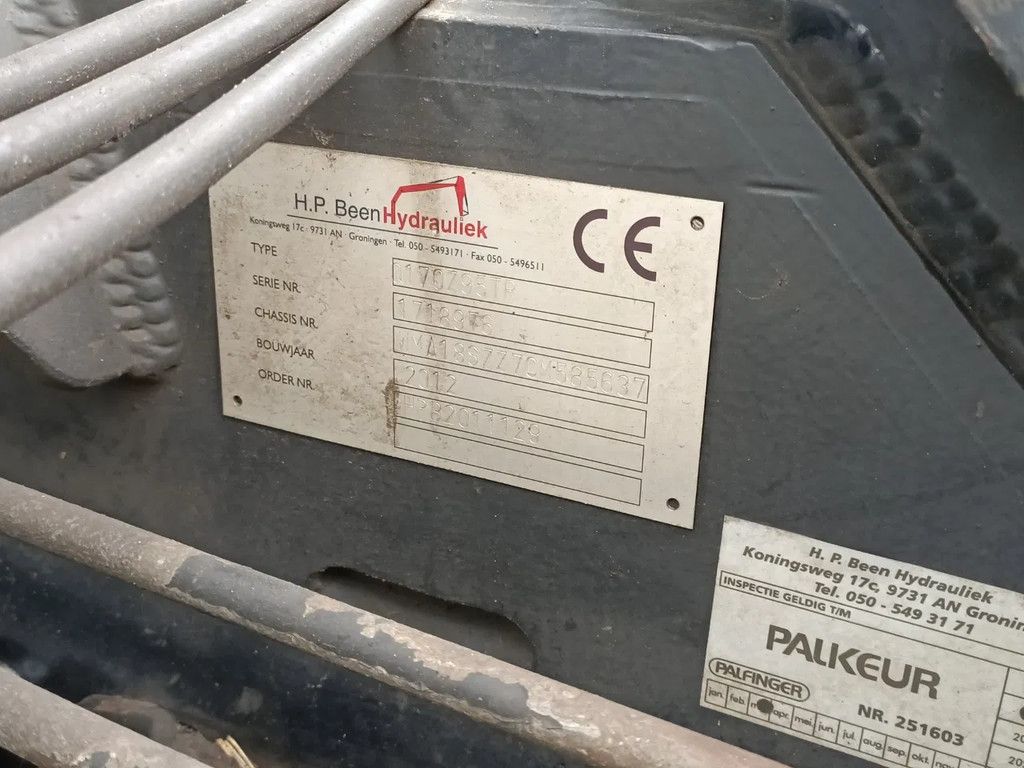 H.P. Been Hydrauliek
Koningsweg 17c · 9731 AN · Groningen · Tel. 050 - 5493171 · Fax 050 - 5496511
CE
TYPE
SERIE NR. 1718976
CHASSIS NR.
BOUWJAAR 2012
ORDER NR. HPB2011129
H. P. Been Hydrauliek
Koningsweg 17c, 9731 AN
Tel. 050 - 549 31 71
INSPECTIE GELDIG T/M
PALKEUR
PALFINGER
NR. 251603
jan. feb. apr. mei. jun. jul. aug. sep. okt.